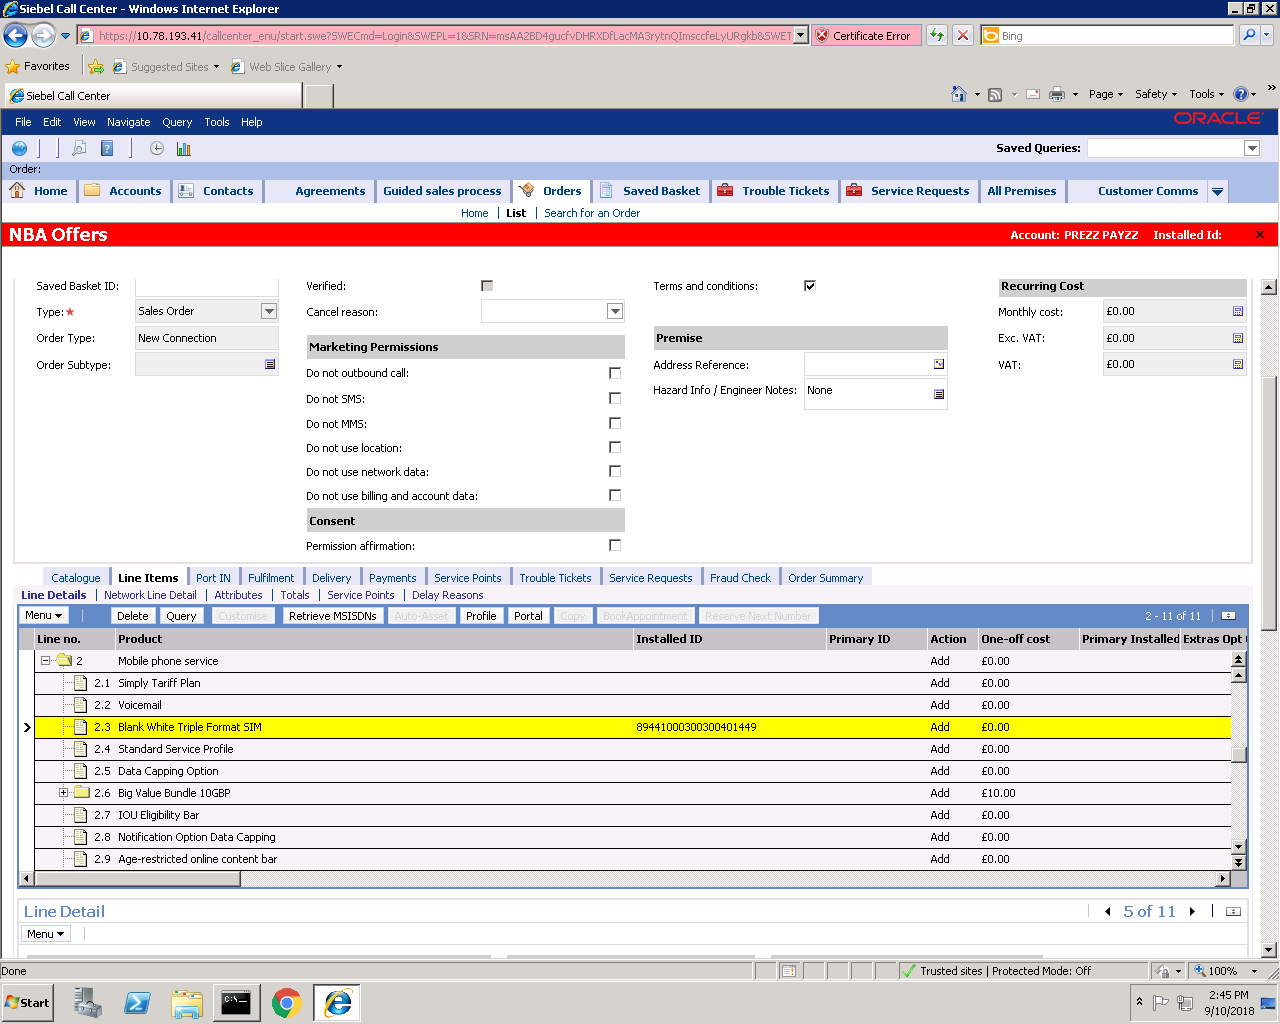 Siebel Call Center - Windows Internet Explorer
https://10.78.193.41/callcenter_enu/start.swe?SWECmd=Login&SWEPL=1&SRN= Certificate Error Bing
Favorites Suggested Sites Web Slice Gallery
Siebel Call Center Page Safety Tools
File Edit View Navigate Query Tools Help ORACLE
Saved Queries:
Order:
Home Accounts Contacts Agreements Guided sales process Orders Saved Basket Trouble Tickets Service Requests All Premises Customer Comms
Home List Search for an Order
NBA Offers Account: PREZZ PAYZZ Installed Id:
Saved Basket ID: Verified: Terms and conditions: Recurring Cost
Type: Sales Order Cancel reason: Monthly cost: £0.00
Order Type: New Connection Premise Exc. VAT: £0.00
Marketing Permissions
Order Subtype: Do not outbound call: Address Reference: VAT: £0.00
Do not SMS: Hazard Info / Engineer Notes: None
Do not MMS:
Do not use location:
Do not use network data:
Do not use billing and account data:
Consent
Permission affirmation:
Catalogue Line Items Port IN Fulfilment Delivery Payments Service Points Trouble Tickets Service Requests Fraud Check Order Summary
Line Details Network Line Detail Attributes Totals Service Points Delay Reasons
Menu Delete Query Customise Retrieve MSISDNs Auto-Asset Profile Portal Copy BookAppointment Reserve Next Number 2 - 11 of 11
Line no. Product Installed ID Primary ID Action One-off cost Primary Installed Extras Opt
2 Mobile phone service Add £0.00
2.1 Simply Tariff Plan Add £0.00
2.2 Voicemail Add £0.00
2.3 Blank White Triple Format SIM 89441000300300401449 Add £0.00
2.4 Standard Service Profile Add £0.00
2.5 Data Capping Option Add £0.00
2.6 Big Value Bundle 10GBP Add £10.00
2.7 IOU Eligibility Bar Add £0.00
2.8 Notification Option Data Capping Add £0.00
2.9 Age-restricted online content bar Add £0.00
Line Detail 5 of 11
Menu
Done Trusted sites | Protected Mode: Off 100%
Start 2:45 PM
9/10/2018